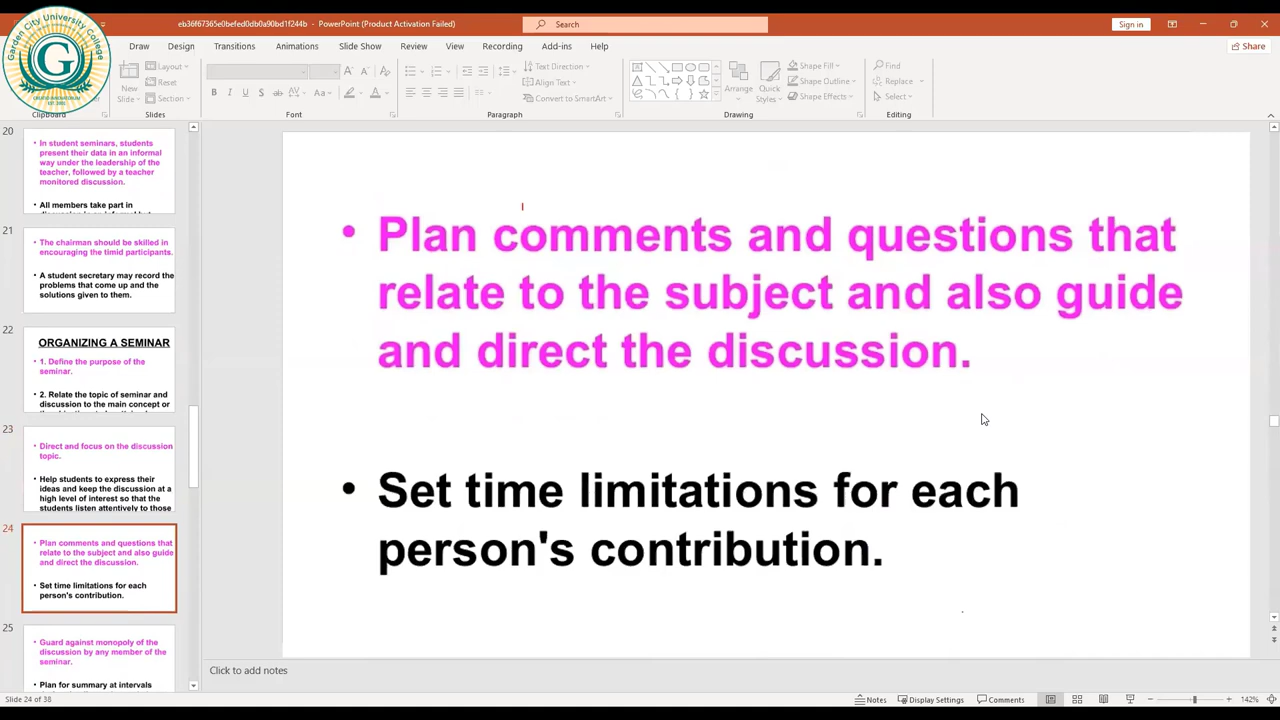 eb36f67365e0befed0db0a90bd1f244b - PowerPoint (Product Activation Failed)
Search
Sign in
Garden City University College
G
EST. 2001
Draw Design Transitions Animations Slide Show Review View Recording Add-ins Help
Share
New Slide
Layout
Reset
Section
B I U S
Text Direction
Align Text
Convert to SmartArt
Arrange
Quick Styles
Shape Fill
Shape Outline
Shape Effects
Find
Replace
Select
Clipboard Slides Font Paragraph Drawing Editing
20
• In student seminars, students
present their data in an informal
way under the leadership of the
teacher, followed by a teacher
monitored discussion.
• All members take part in
21
• The chairman should be skilled in
encouraging the timid participants.
• A student secretary may record the
problems that come up and the
solutions given to them.
22
ORGANIZING A SEMINAR
• 1. Define the purpose of the
seminar.
• 2. Relate the topic of seminar and
discussion to the main concept or
23
• Direct and focus on the discussion
topic.
• Help students to express their
ideas and keep the discussion at a
high level of interest so that the
students listen attentively to those
24
• Plan comments and questions that
relate to the subject and also guide
and direct the discussion.
• Set time limitations for each
person's contribution.
25
• Guard against monopoly of the
discussion by any member of the
seminar.
• Plan for summary at intervals
• Plan comments and questions that
relate to the subject and also guide
and direct the discussion.
• Set time limitations for each
person's contribution.
Click to add notes
Slide 24 of 38
Notes Display Settings Comments 142%